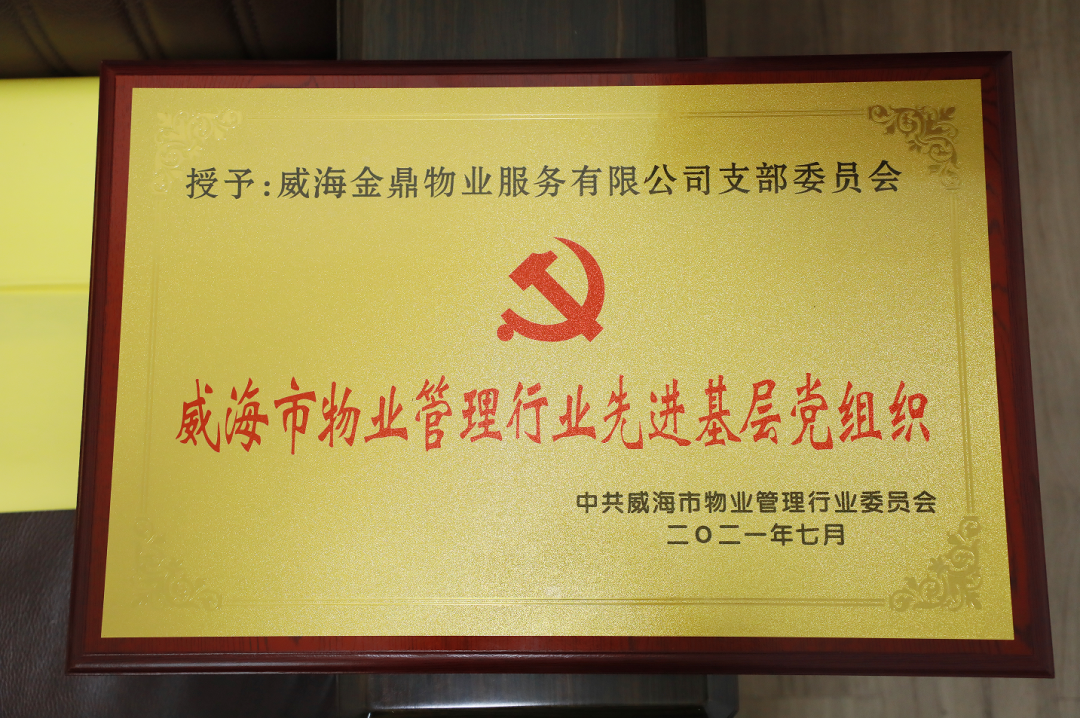 授予:威海金鼎物业服务有限公司支部委员会
威海市物业管理行业先进基层党组织
中共威海市物业管理行业委员会
二〇二一年七月